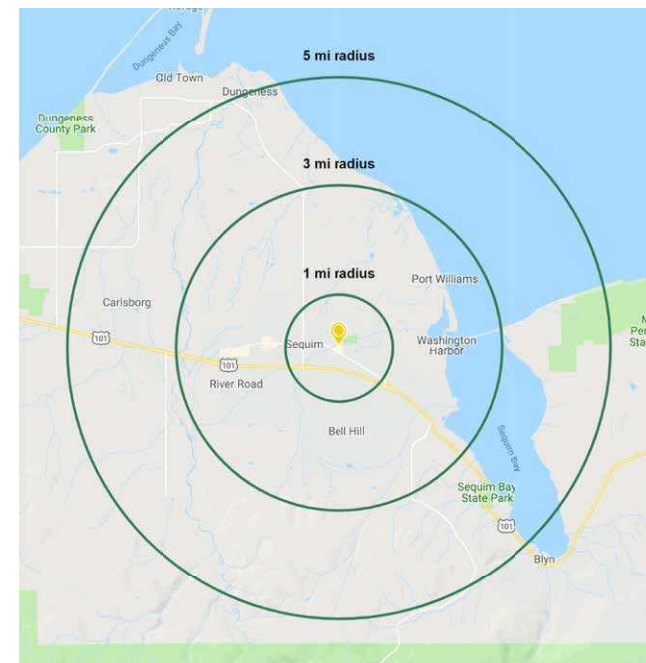 Dungeness
Bay
5 mi radius
Old Town
Dungeness
Dungeness
County Park
3 mi radius
1 mi radius
Port Williams
Carlsborg
101
Sequim
Washington
Harbor
101
River Road
Bell Hill
Sequim Bay
Sequim Bay
State Park
101
Blyn